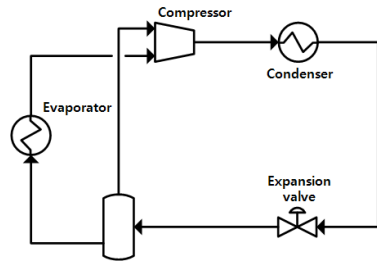 Compressor
Condenser
Evaporator
Expansion
valve